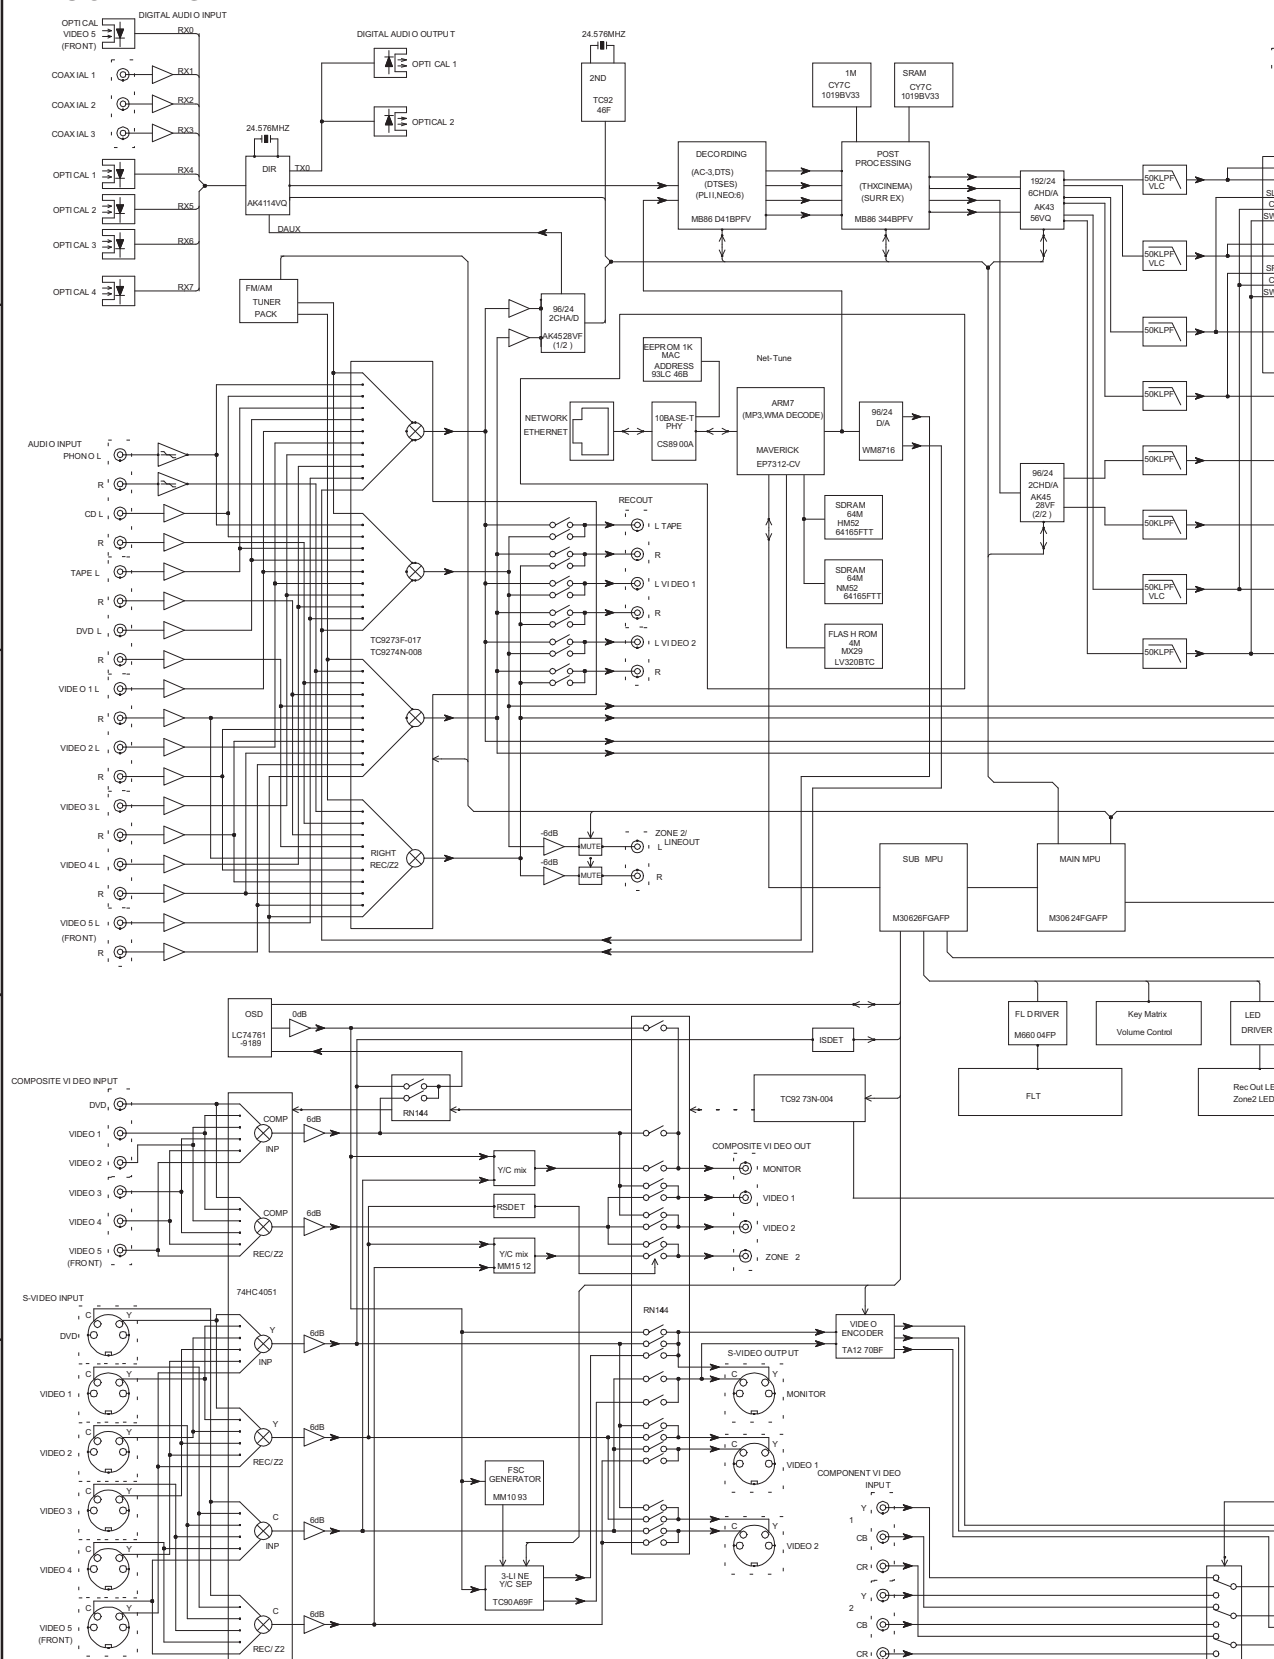 DIGITAL AUDIO INPUT
OPTICAL
VIDEO 5
(FRONT)
RX0
COAXIAL 1
RX1
COAXIAL 2
RX2
COAXIAL 3
RX3
OPTICAL 1
RX4
OPTICAL 2
RX5
OPTICAL 3
RX6
OPTICAL 4
RX7
24.576MHZ
DIR
AK4114VQ
TX0
DAUX
DIGITAL AUDIO OUTPUT
OPTICAL 1
OPTICAL 2
24.576MHZ
2ND
TC92
46F
1M
CY7C
1019BV33
SRAM
CY7C
1019BV33
DECORDING
(AC-3,DTS)
(DTSES)
(PLII,NEO:6)
MB86 D41BPFV
POST
PROCESSING
(THXCINEMA)
(SURR EX)
MB86 344BPFV
192/24
6CHD/A
AK43
56VQ
50KLPF
VLC
50KLPF
VLC
50KLPF
50KLPF
50KLPF
50KLPF
50KLPF
VLC
50KLPF
FM/AM
TUNER
PACK
96/24
2CHA/D
AK4528VF
(1/2 )
EEPROM 1K
MAC
ADDRESS
93LC 46B
Net-Tune
NETWORK
ETHERNET
10BASE-T
PHY
CS8900A
ARM7
(MP3,WMA DECODE)
MAVERICK
EP7312-CV
96/24
D/A
WM8716
SDRAM
64M
HM52
64165FTT
SDRAM
64M
NM52
64165FTT
FLASH ROM
4M
MX29
LV320BTC
96/24
2CHD/A
AK45
28VF
(2/2 )
AUDIO INPUT
PHONO L
R
CD L
R
TAPE L
R
DVD L
R
VIDEO 1 L
R
VIDEO 2 L
R
VIDEO 3 L
R
VIDEO 4 L
R
VIDEO 5 L
(FRONT)
R
TC9273F-017
TC9274N-008
RIGHT
REC/Z2
RECOUT
L TAPE
R
L VIDEO 1
R
L VIDEO 2
R
-6dB
MUTE
-6dB
MUTE
ZONE 2/
LINEOUT
L
R
SUB MPU
M30626FGAFP
MAIN MPU
M30624FGAFP
FL DRIVER
M66004FP
FLT
Key Matrix
Volume Control
LED
DRIVER
Rec Out LE
Zone2 LED
OSD
LC74761
-9189
0dB
RN144
ISDET
TC9273N-004
COMPOSITE VIDEO INPUT
DVD
VIDEO 1
VIDEO 2
VIDEO 3
VIDEO 4
VIDEO 5
(FRONT)
COMP
INP
6dB
COMP
REC/Z2
6dB
74HC4051
Y/C mix
RSDET
Y/C mix
MM1512
COMPOSITE VIDEO OUT
MONITOR
VIDEO 1
VIDEO 2
ZONE 2
S-VIDEO INPUT
C
Y
DVD
C
Y
VIDEO 1
C
Y
VIDEO 2
C
Y
VIDEO 3
C
Y
VIDEO 4
C
Y
VIDEO 5
(FRONT)
Y
INP
6dB
Y
REC/Z2
6dB
C
INP
6dB
C
REC/Z2
6dB
RN144
FSC
GENERATOR
MM1093
3-LINE
Y/C SEP
TC90A69F
VIDEO
ENCODER
TA1270BF
S-VIDEO OUTPUT
C
Y
MONITOR
C
Y
VIDEO 1
C
Y
VIDEO 2
COMPONENT VIDEO
INPUT
Y
1
CB
CR
Y
2
CB
CR